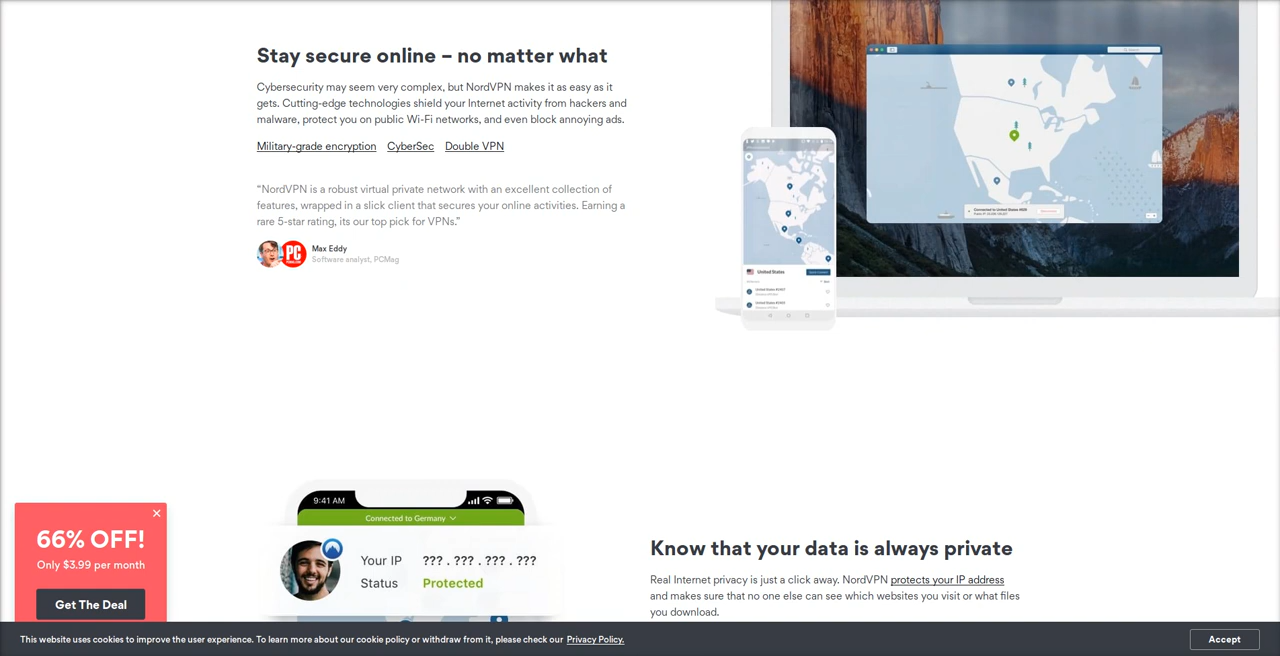 Stay secure online – no matter what
Cybersecurity may seem very complex, but NordVPN makes it as easy as it
gets. Cutting-edge technologies shield your Internet activity from hackers and
malware, protect you on public Wi-Fi networks, and even block annoying ads.
Military-grade encryption CyberSec Double VPN
“NordVPN is a robust virtual private network with an excellent collection of
features, wrapped in a slick client that secures your online activities. Earning a
rare 5-star rating, its our top pick for VPNs.”
PC
Max Eddy
Software analyst, PCMag
United States
9:41 AM
Connected to Germany
Your IP ??? . ??? . ??? . ???
Status Protected
Know that your data is always private
Real Internet privacy is just a click away. NordVPN protects your IP address
and makes sure that no one else can see which websites you visit or what files
you download.
66% OFF!
Only $3.99 per month
Get The Deal
This website uses cookies to improve the user experience. To learn more about our cookie policy or withdraw from it, please check our Privacy Policy.
Accept